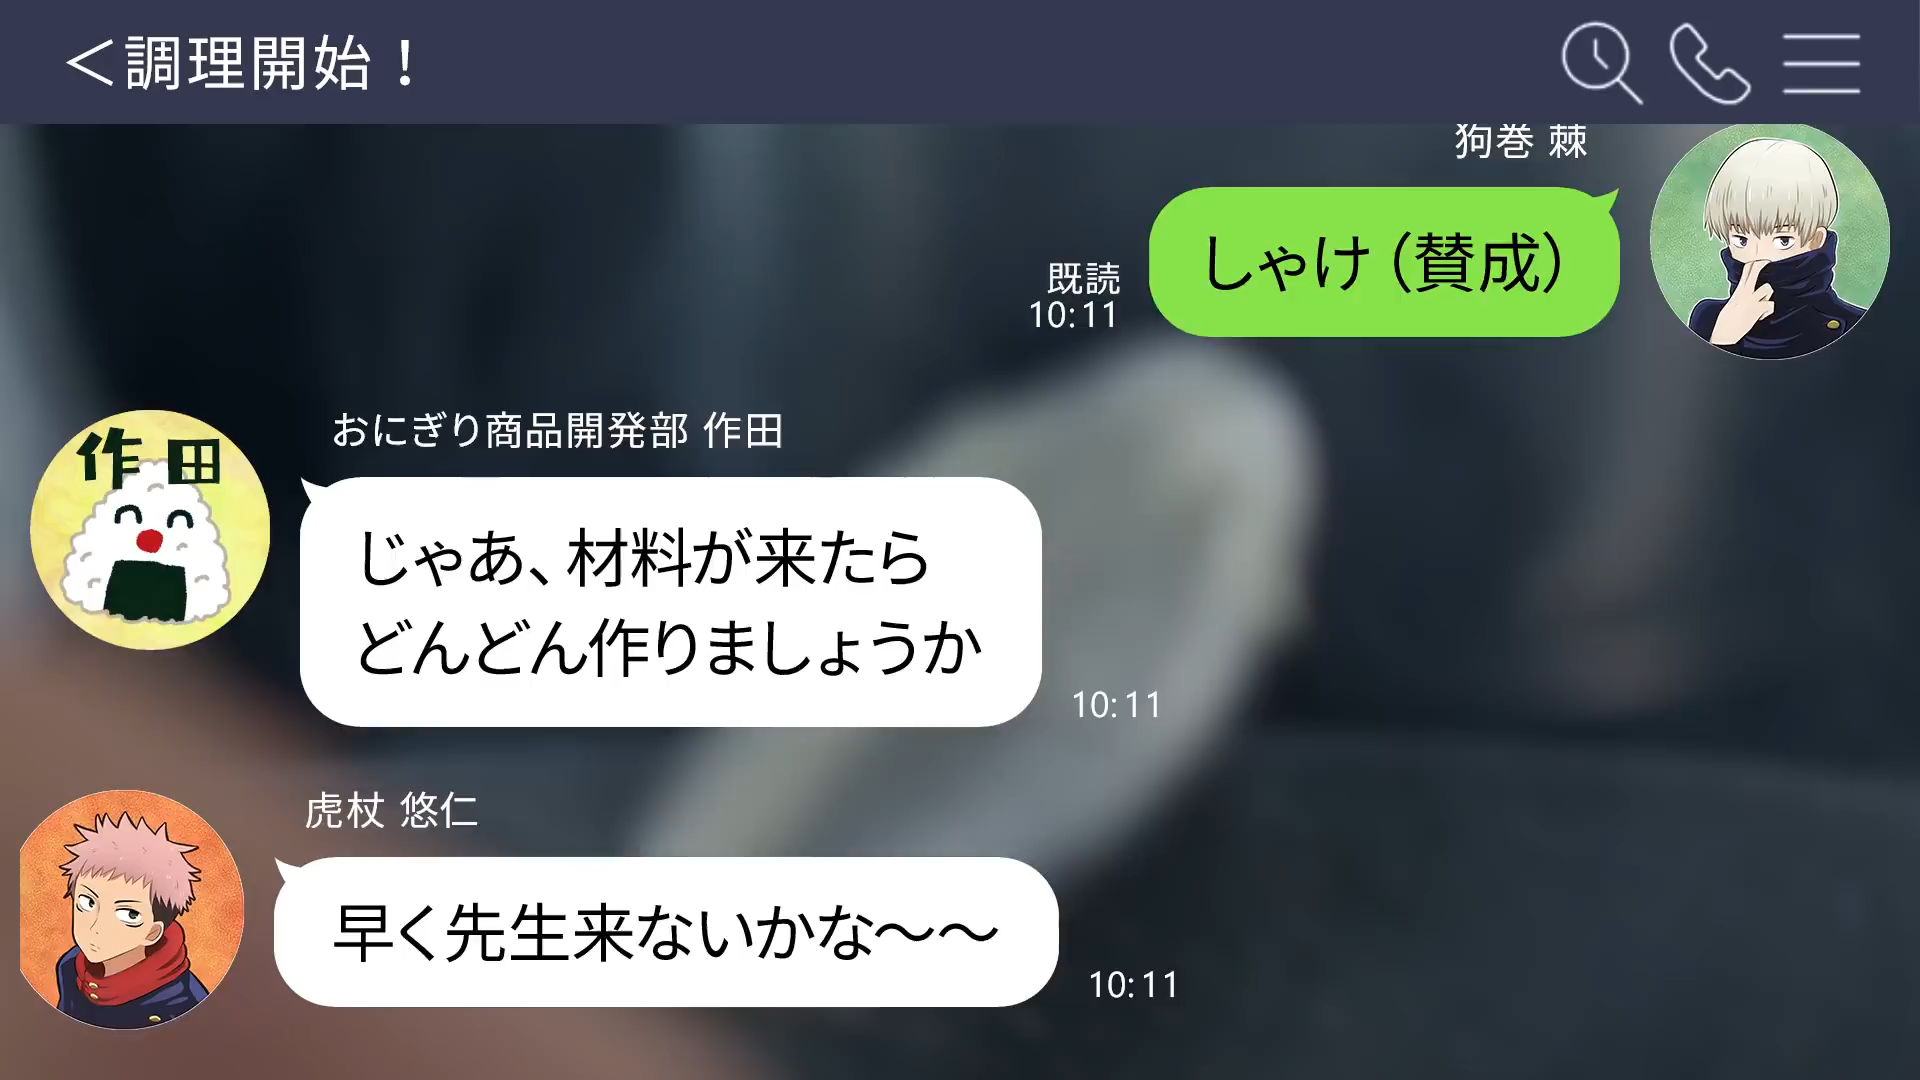 ＜調理開始！
狗巻 棘
しゃけ（賛成）
既読
10:11
おにぎり商品開発部 作田
作田
じゃあ、材料が来たら
どんどん作りましょうか
10:11
虎杖 悠仁
早く先生来ないかな〜〜
10:11